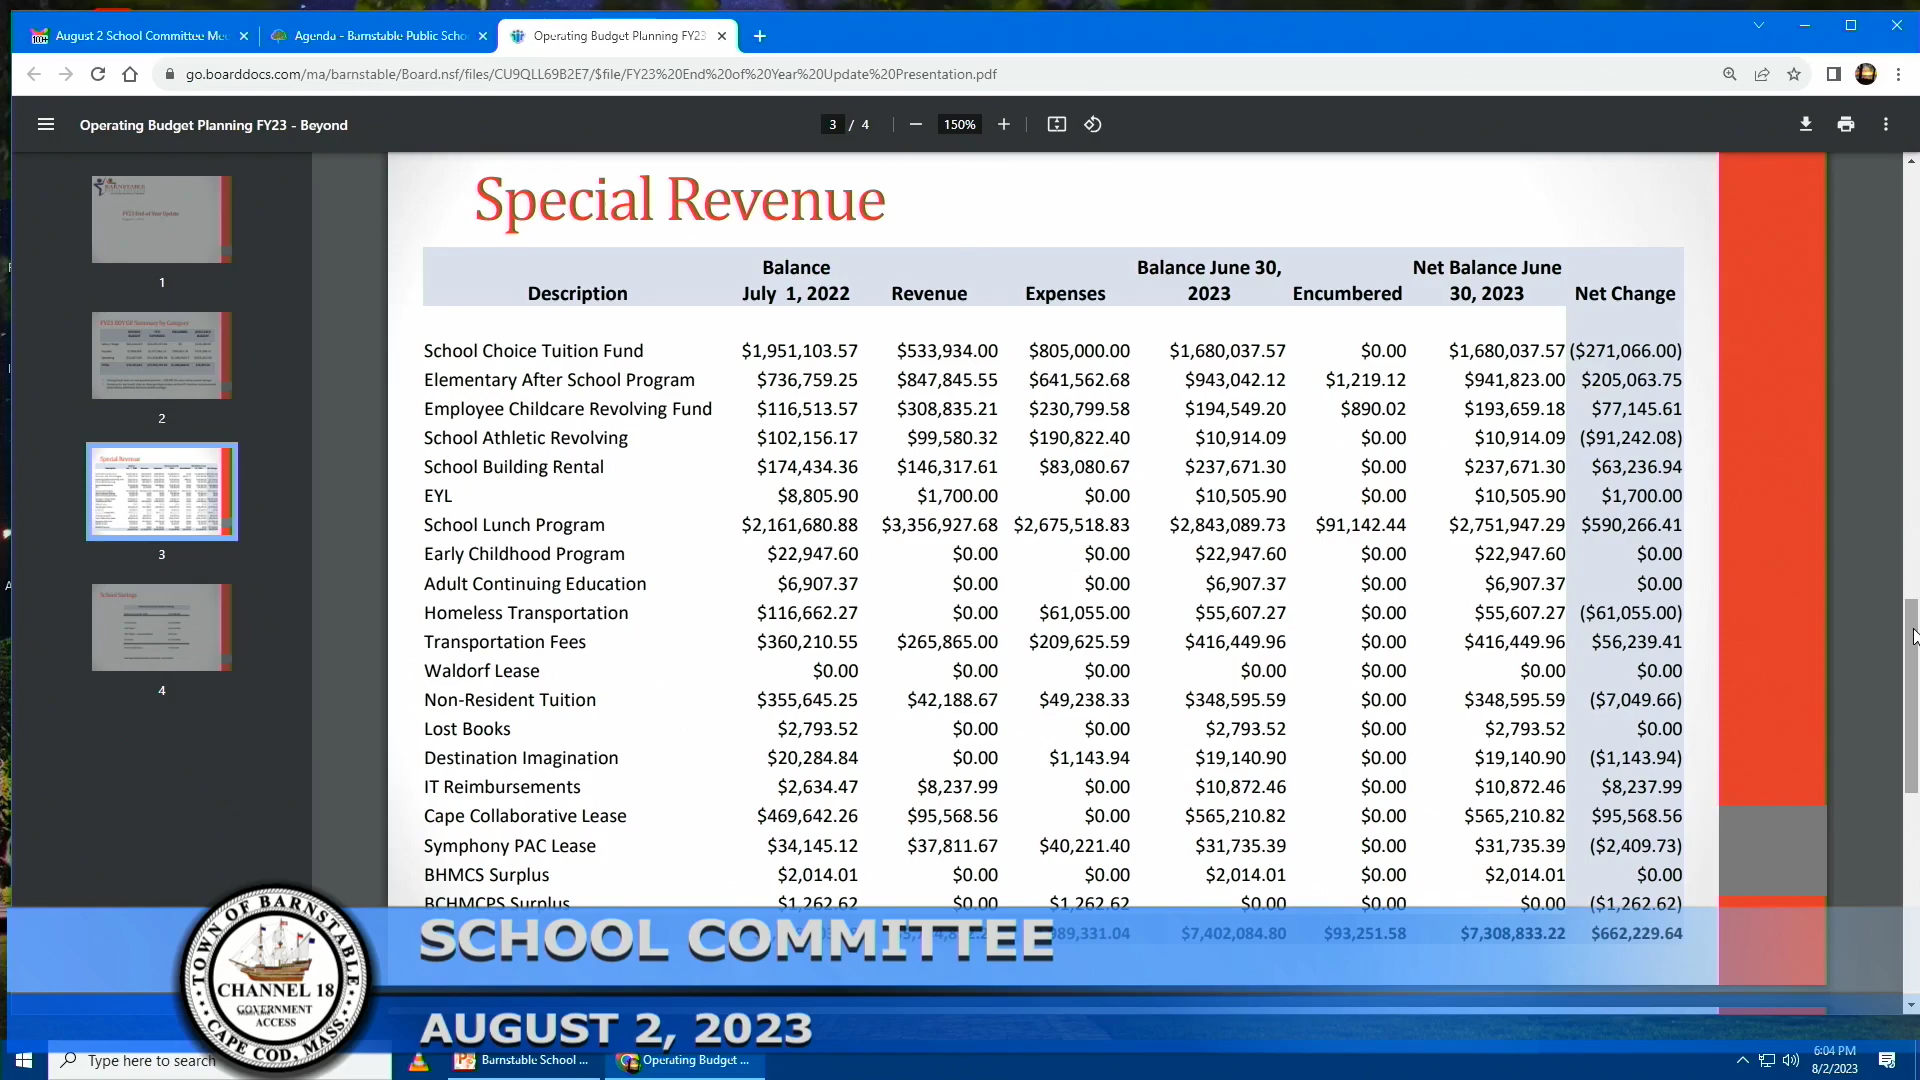 August 2 School Committee Me
Agenda - Barnstable Public Scho
Operating Budget Planning FY23
go.boarddocs.com/ma/barnstable/Board.nsf/files/CU9QLL69B2E7/$file/FY23%20End%20of%20Year%20Update%20Presentation.pdf
Operating Budget Planning FY23 - Beyond
3 / 4
150%
1
2
3
4
Special Revenue
Description Balance July 1, 2022 Revenue Expenses Balance June 30, 2023 Encumbered Net Balance June 30, 2023 Net Change
School Choice Tuition Fund $1,951,103.57 $533,934.00 $805,000.00 $1,680,037.57 $0.00 $1,680,037.57 ($271,066.00)
Elementary After School Program $736,759.25 $847,845.55 $641,562.68 $943,042.12 $1,219.12 $941,823.00 $205,063.75
Employee Childcare Revolving Fund $116,513.57 $308,835.21 $230,799.58 $194,549.20 $890.02 $193,659.18 $77,145.61
School Athletic Revolving $102,156.17 $99,580.32 $190,822.40 $10,914.09 $0.00 $10,914.09 ($91,242.08)
School Building Rental $174,434.36 $146,317.61 $83,080.67 $237,671.30 $0.00 $237,671.30 $63,236.94
EYL $8,805.90 $1,700.00 $0.00 $10,505.90 $0.00 $10,505.90 $1,700.00
School Lunch Program $2,161,680.88 $3,356,927.68 $2,675,518.83 $2,843,089.73 $91,142.44 $2,751,947.29 $590,266.41
Early Childhood Program $22,947.60 $0.00 $0.00 $22,947.60 $0.00 $22,947.60 $0.00
Adult Continuing Education $6,907.37 $0.00 $0.00 $6,907.37 $0.00 $6,907.37 $0.00
Homeless Transportation $116,662.27 $0.00 $61,055.00 $55,607.27 $0.00 $55,607.27 ($61,055.00)
Transportation Fees $360,210.55 $265,865.00 $209,625.59 $416,449.96 $0.00 $416,449.96 $56,239.41
Waldorf Lease $0.00 $0.00 $0.00 $0.00 $0.00 $0.00 $0.00
Non-Resident Tuition $355,645.25 $42,188.67 $49,238.33 $348,595.59 $0.00 $348,595.59 ($7,049.66)
Lost Books $2,793.52 $0.00 $0.00 $2,793.52 $0.00 $2,793.52 $0.00
Destination Imagination $20,284.84 $0.00 $1,143.94 $19,140.90 $0.00 $19,140.90 ($1,143.94)
IT Reimbursements $2,634.47 $8,237.99 $0.00 $10,872.46 $0.00 $10,872.46 $8,237.99
Cape Collaborative Lease $469,642.26 $95,568.56 $0.00 $565,210.82 $0.00 $565,210.82 $95,568.56
Symphony PAC Lease $34,145.12 $37,811.67 $40,221.40 $31,735.39 $0.00 $31,735.39 ($2,409.73)
BHMCS Surplus $2,014.01 $0.00 $0.00 $2,014.01 $0.00 $2,014.01 $0.00
BCHMCPS Surplus $1,262.62 $0.00 $1,262.62 $0.00 $0.00 $0.00 ($1,262.62)
$7,402,084.80 $93,251.58 $7,308,833.22 $662,229.64
SCHOOL COMMITTEE
AUGUST 2, 2023
TOWN OF BARNSTABLE
CHANNEL 18
GOVERNMENT
ACCESS
CAPE COD, MASS.
Type here to search
Barnstable School ...
Operating Budget ...
6:04 PM
8/2/2023